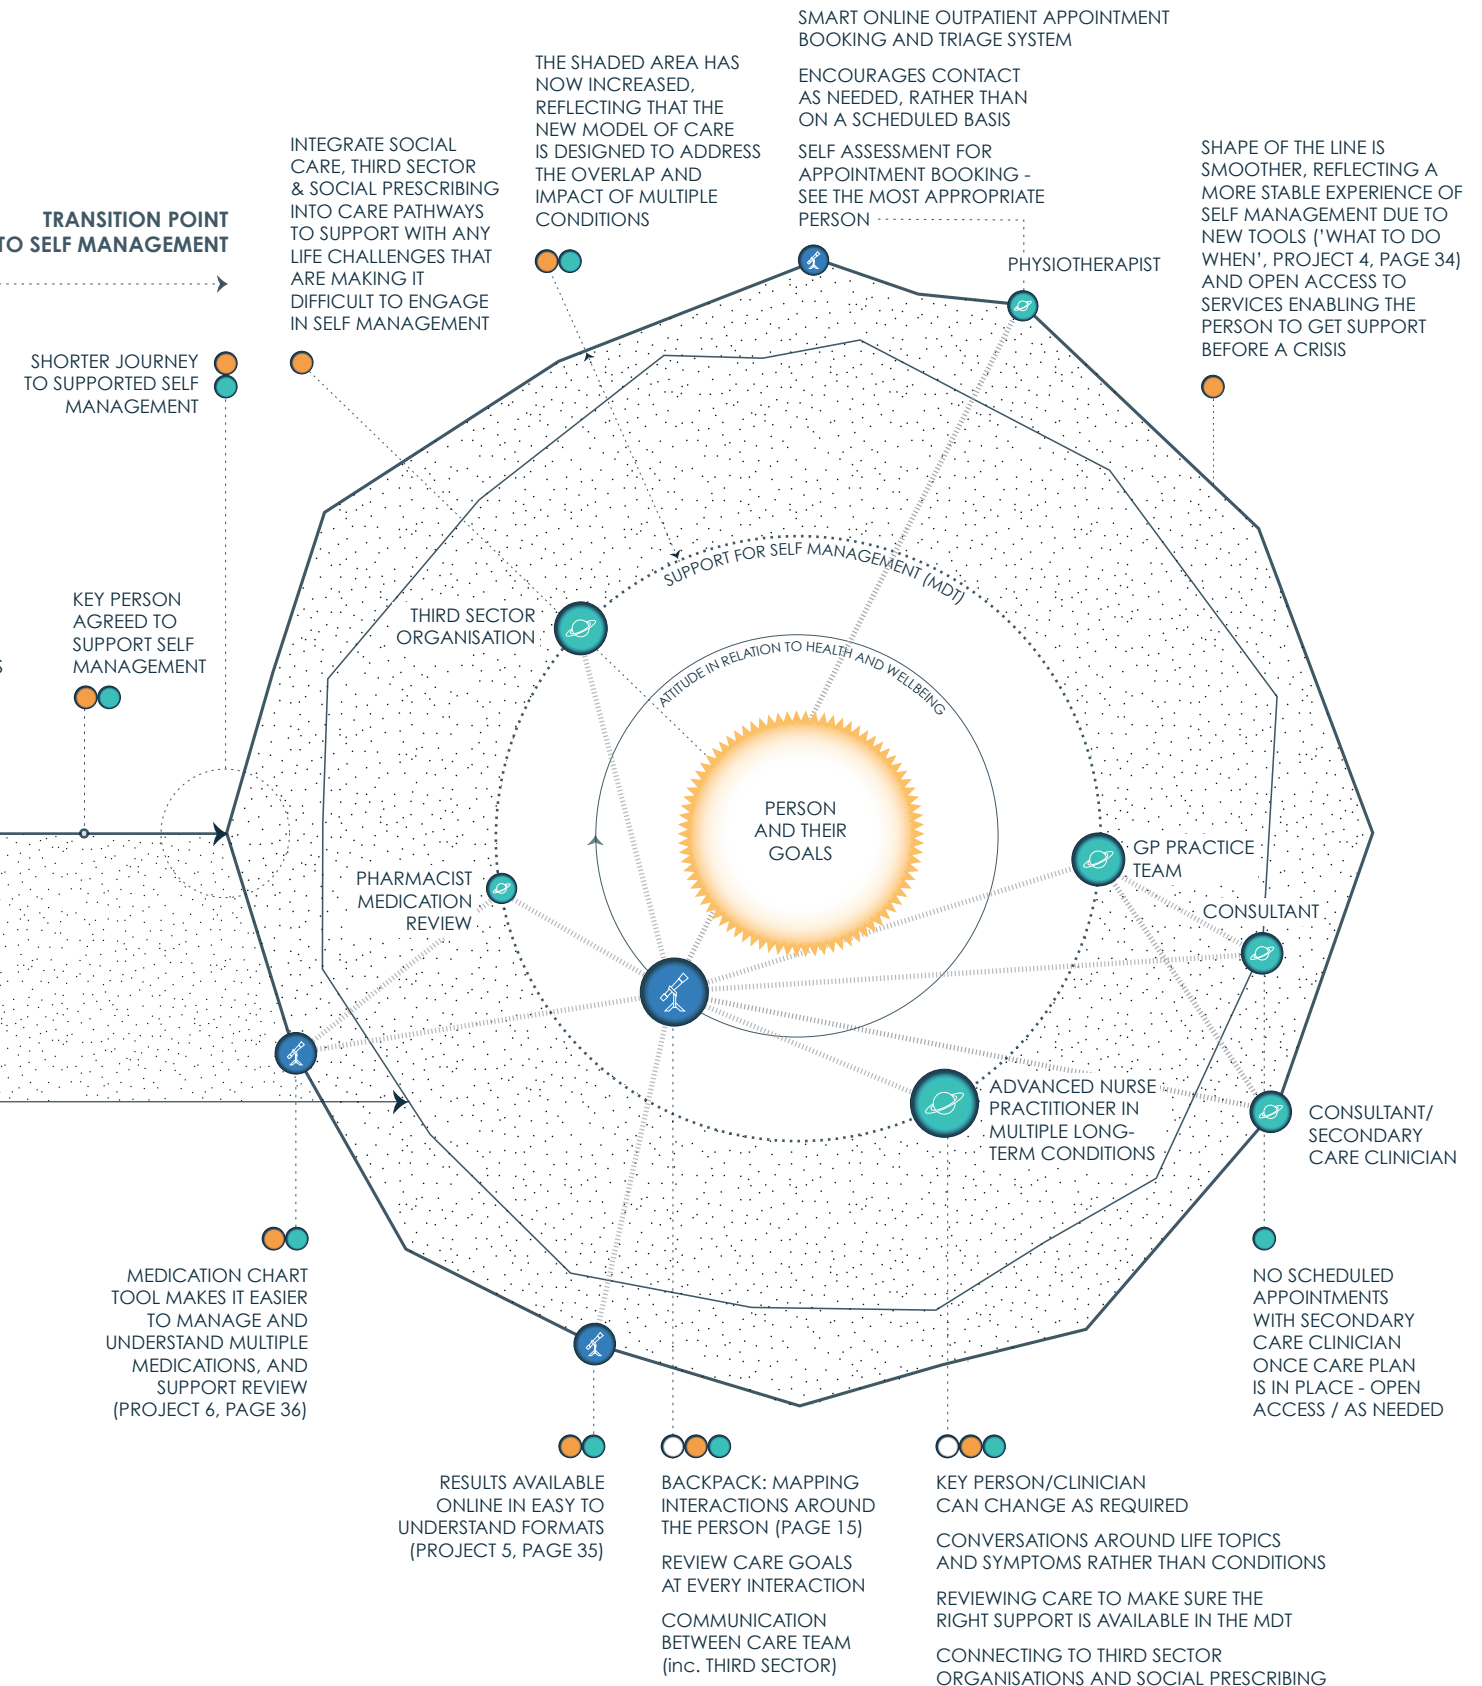 SMART ONLINE OUTPATIENT APPOINTMENT
BOOKING AND TRIAGE SYSTEM
ENCOURAGES CONTACT
AS NEEDED, RATHER THAN
ON A SCHEDULED BASIS
SELF ASSESSMENT FOR
APPOINTMENT BOOKING -
SEE THE MOST APPROPRIATE
PERSON
THE SHADED AREA HAS
NOW INCREASED,
REFLECTING THAT THE
NEW MODEL OF CARE
IS DESIGNED TO ADDRESS
THE OVERLAP AND
IMPACT OF MULTIPLE
CONDITIONS
INTEGRATE SOCIAL
CARE, THIRD SECTOR
& SOCIAL PRESCRIBING
INTO CARE PATHWAYS
TO SUPPORT WITH ANY
LIFE CHALLENGES THAT
ARE MAKING IT
DIFFICULT TO ENGAGE
IN SELF MANAGEMENT
SHAPE OF THE LINE IS
SMOOTHER, REFLECTING A
MORE STABLE EXPERIENCE OF
SELF MANAGEMENT DUE TO
NEW TOOLS ('WHAT TO DO
WHEN', PROJECT 4, PAGE 34)
AND OPEN ACCESS TO
SERVICES ENABLING THE
PERSON TO GET SUPPORT
BEFORE A CRISIS
TRANSITION POINT
TO SELF MANAGEMENT
PHYSIOTHERAPIST
SHORTER JOURNEY
TO SUPPORTED SELF
MANAGEMENT
SUPPORT FOR SELF MANAGEMENT (MDT)
KEY PERSON
AGREED TO
SUPPORT SELF
MANAGEMENT
S
THIRD SECTOR
ORGANISATION
ATTITUDE IN RELATION TO HEALTH AND WELLBEING
PERSON
AND THEIR
GOALS
GP PRACTICE
TEAM
PHARMACIST
MEDICATION
REVIEW
CONSULTANT
ADVANCED NURSE
PRACTITIONER IN
MULTIPLE LONG-
TERM CONDITIONS
CONSULTANT/
SECONDARY
CARE CLINICIAN
MEDICATION CHART
TOOL MAKES IT EASIER
TO MANAGE AND
UNDERSTAND MULTIPLE
MEDICATIONS, AND
SUPPORT REVIEW
(PROJECT 6, PAGE 36)
NO SCHEDULED
APPOINTMENTS
WITH SECONDARY
CARE CLINICIAN
ONCE CARE PLAN
IS IN PLACE - OPEN
ACCESS / AS NEEDED
RESULTS AVAILABLE
ONLINE IN EASY TO
UNDERSTAND FORMATS
(PROJECT 5, PAGE 35)
BACKPACK: MAPPING
INTERACTIONS AROUND
THE PERSON (PAGE 15)
REVIEW CARE GOALS
AT EVERY INTERACTION
COMMUNICATION
BETWEEN CARE TEAM
(inc. THIRD SECTOR)
KEY PERSON/CLINICIAN
CAN CHANGE AS REQUIRED
CONVERSATIONS AROUND LIFE TOPICS
AND SYMPTOMS RATHER THAN CONDITIONS
REVIEWING CARE TO MAKE SURE THE
RIGHT SUPPORT IS AVAILABLE IN THE MDT
CONNECTING TO THIRD SECTOR
ORGANISATIONS AND SOCIAL PRESCRIBING